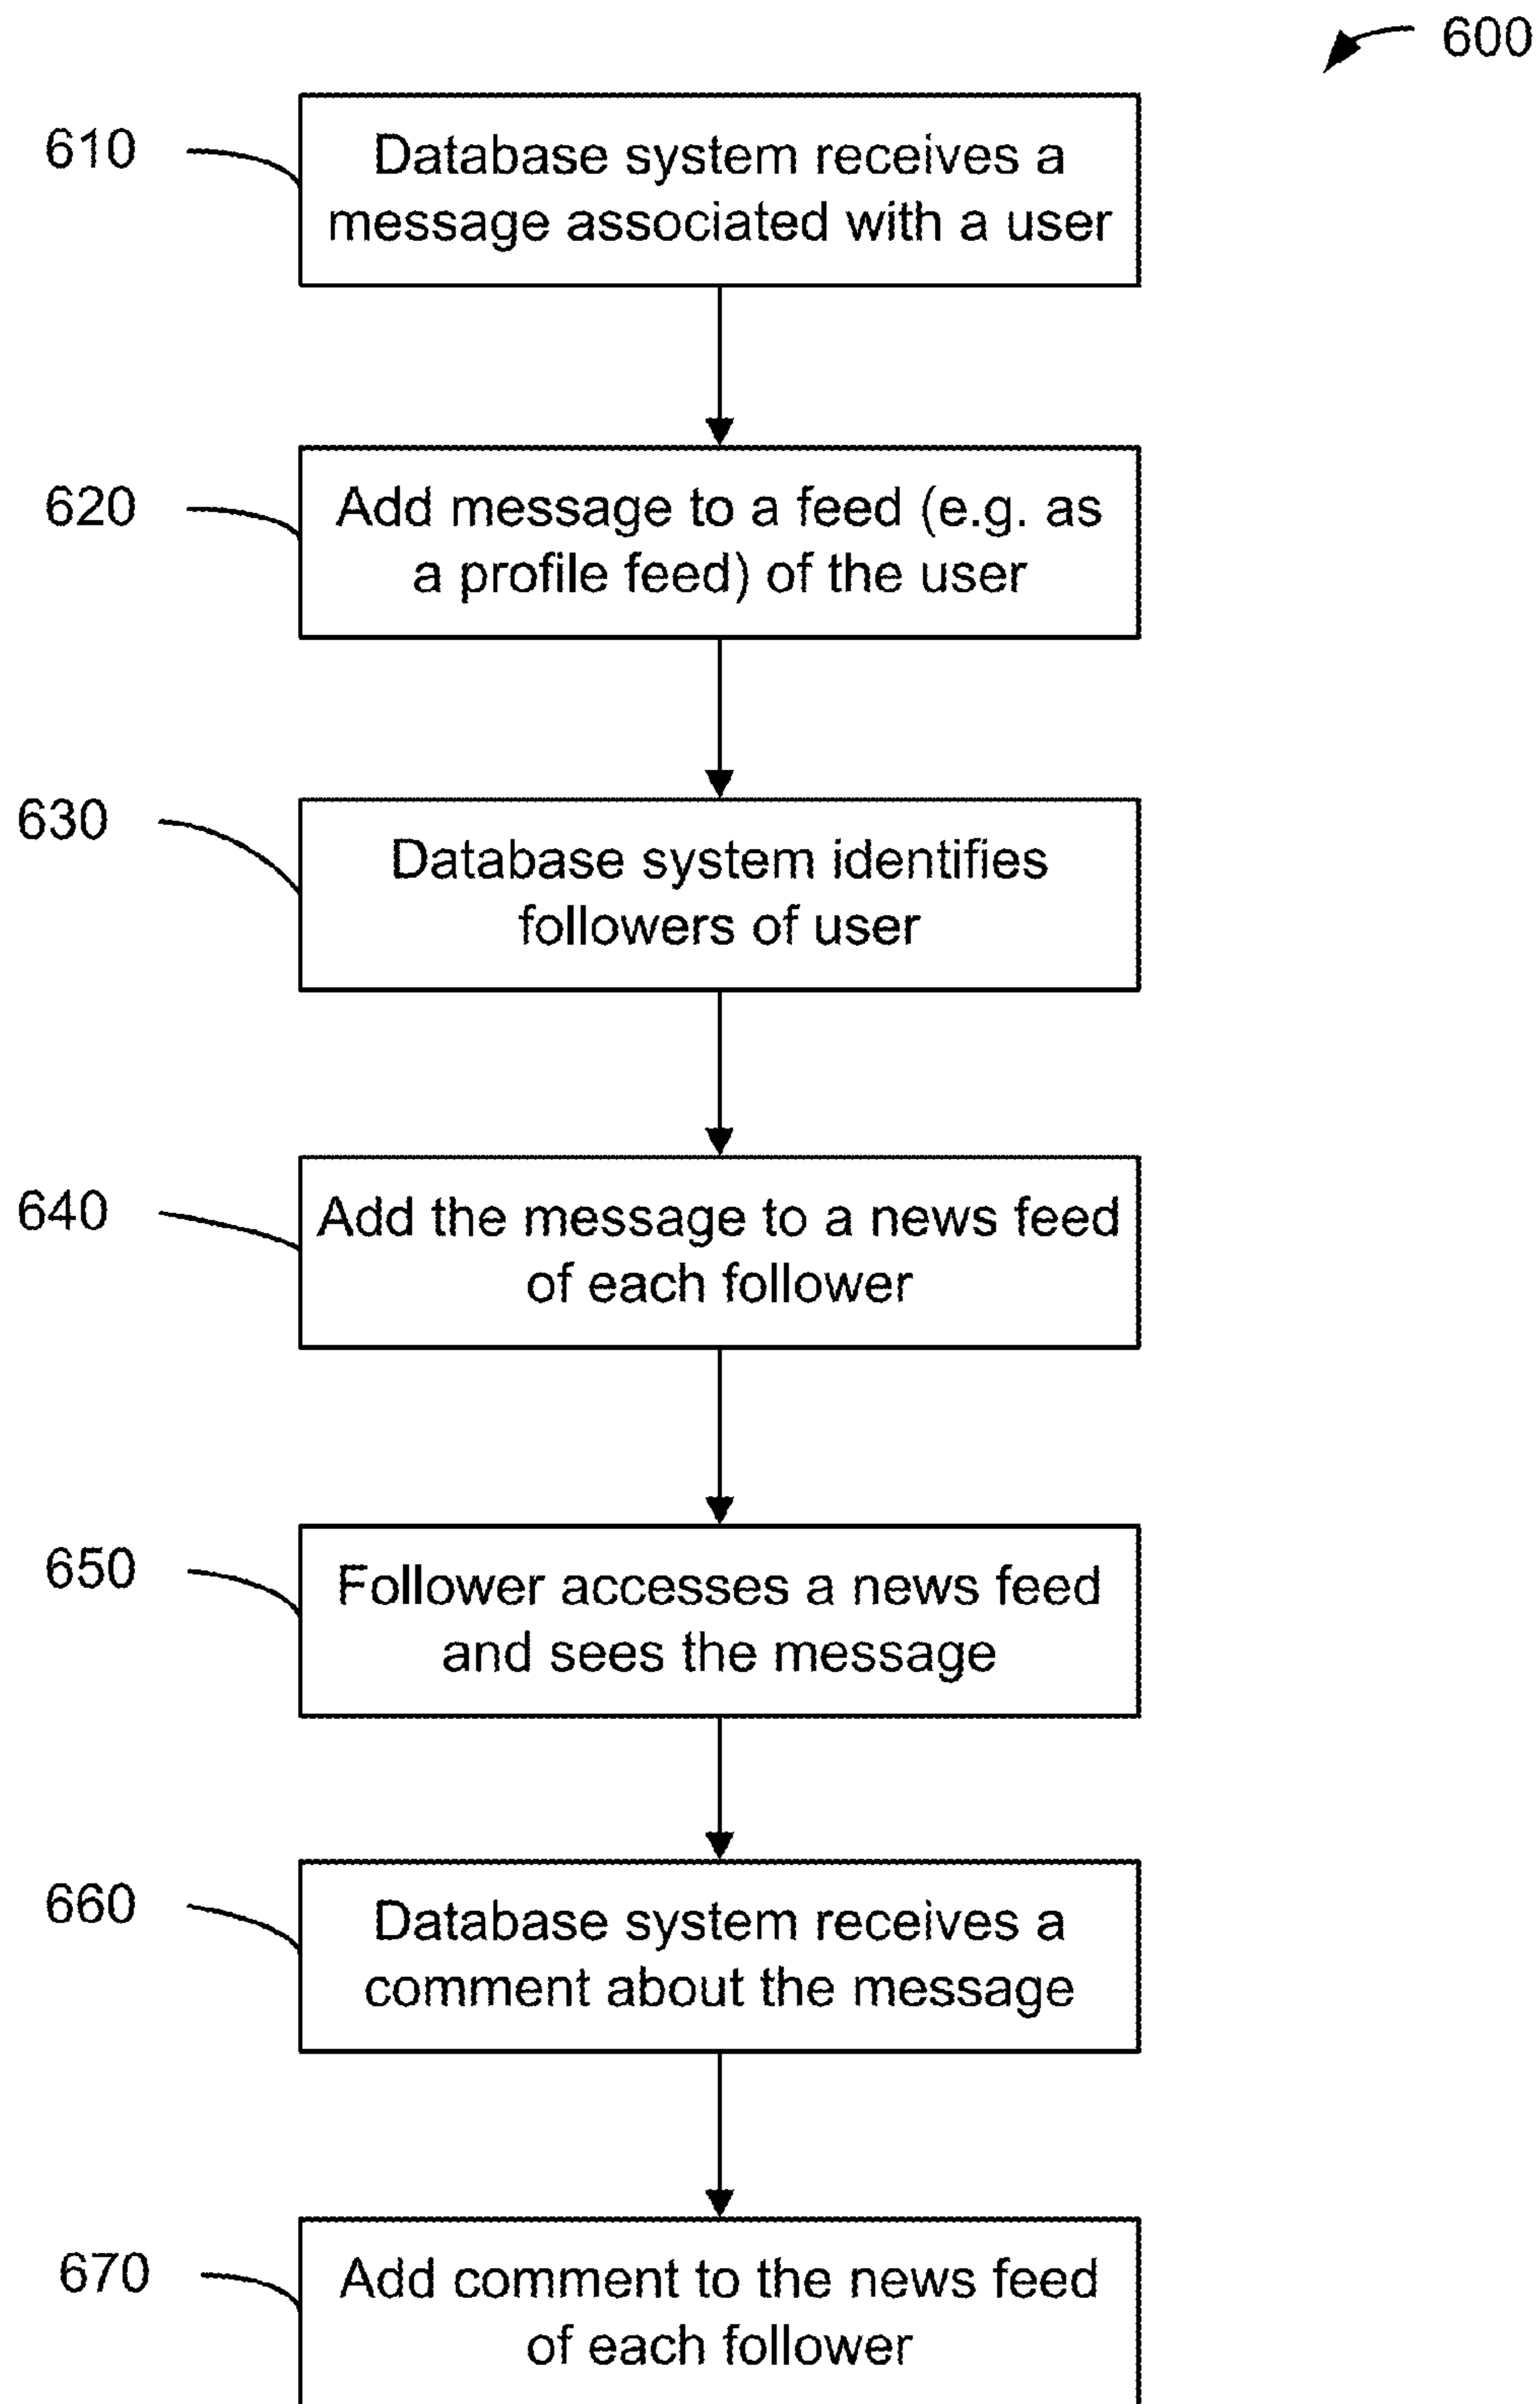 600
610
Database system receives a
message associated with a user
620
Add message to a feed (e.g. as
a profile feed) of the user
630
Database system identifies
followers of user
640
Add the message to a news feed
of each follower
650
Follower accesses a news feed
and sees the message
660
Database system receives a
comment about the message
670
Add comment to the news feed
of each follower